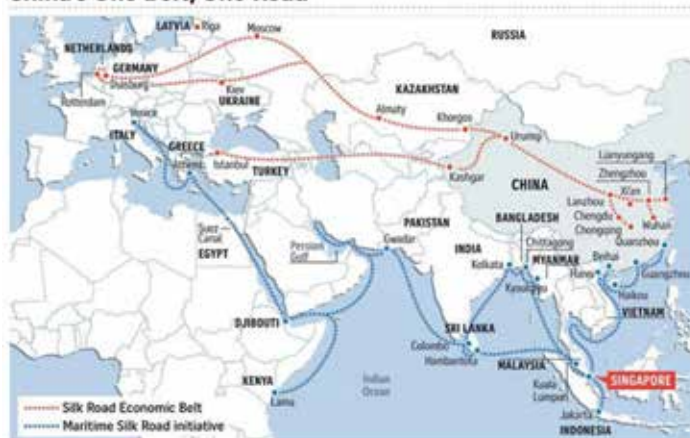 China's One Belt, One Road
LATVIA
Riga
Moscow
RUSSIA
NETHERLANDS
GERMANY
Duisburg
Rotterdam
Kiev
UKRAINE
KAZAKHSTAN
Venice
Almaty
Khorgos
Urumqi
ITALY
GREECE
Athens
Istanbul
TURKEY
Kashgar
CHINA
Lianyungang
Zhengzhou
Xi'an
Lanzhou
Chengdu
Chongqing
Wuhan
Quanzhou
Suez
Canal
EGYPT
Persian
Gulf
PAKISTAN
Gwadar
INDIA
BANGLADESH
Chittagong
Kolkata
MYANMAR
Beihai
Hanoi
Guangzhou
Haikou
VIETNAM
DJIBOUTI
SRI LANKA
Colombo
Hambantota
KENYA
Lamu
Indian
Ocean
MALAYSIA
Kuala
Lumpur
SINGAPORE
Jakarta
INDONESIA
Silk Road Economic Belt
Maritime Silk Road initiative